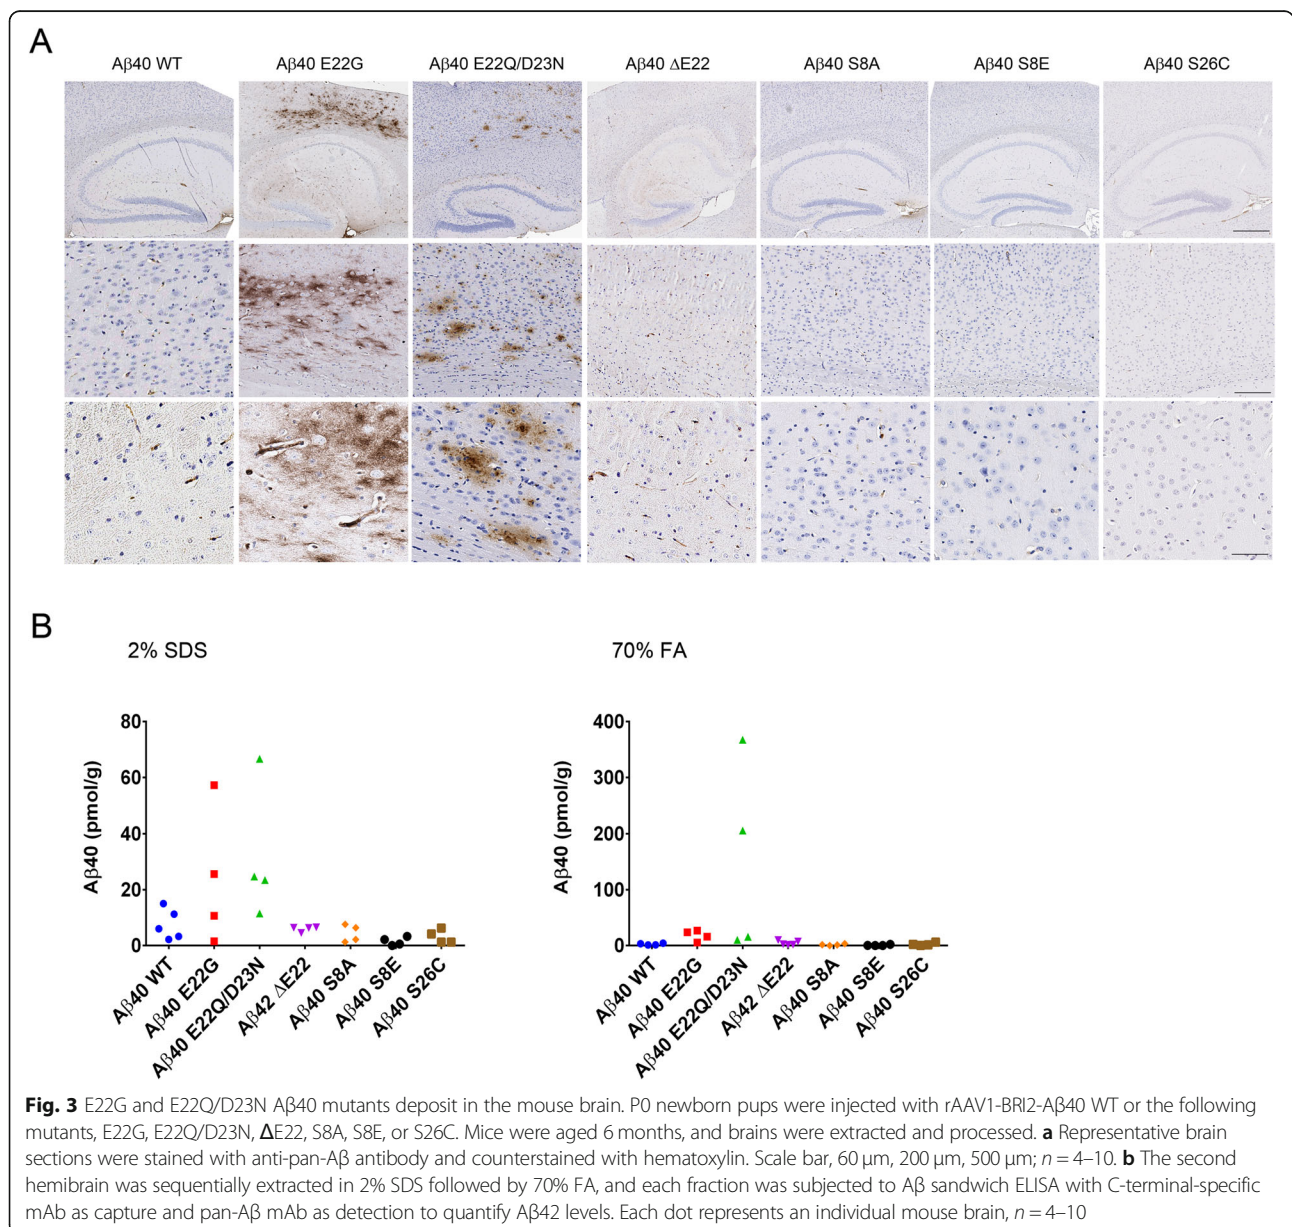 A
Aβ40 WT Aβ40 E22G Aβ40 E22Q/D23N Aβ40 ΔE22 Aβ40 S8A Aβ40 S8E Aβ40 S26C
B
2% SDS
80
60
40
20
0
Aβ40 (pmol/g)
Aβ40 WT
Aβ40 E22G
Aβ40 E22Q/D23N
Aβ42 ΔE22
Aβ40 S8A
Aβ40 S8E
Aβ40 S26C
70% FA
400
300
200
100
0
Aβ40 (pmol/g)
Aβ40 WT
Aβ40 E22G
Aβ40 E22Q/D23N
Aβ42 ΔE22
Aβ40 S8A
Aβ40 S8E
Aβ40 S26C
Fig. 3 E22G and E22Q/D23N Aβ40 mutants deposit in the mouse brain. P0 newborn pups were injected with rAAV1-BRI2-Aβ40 WT or the following
mutants, E22G, E22Q/D23N, ΔE22, S8A, S8E, or S26C. Mice were aged 6 months, and brains were extracted and processed. a Representative brain
sections were stained with anti-pan-Aβ antibody and counterstained with hematoxylin. Scale bar, 60 μm, 200 μm, 500 μm; n = 4–10. b The second
hemibrain was sequentially extracted in 2% SDS followed by 70% FA, and each fraction was subjected to Aβ sandwich ELISA with C-terminal-specific
mAb as capture and pan-Aβ mAb as detection to quantify Aβ42 levels. Each dot represents an individual mouse brain, n = 4–10